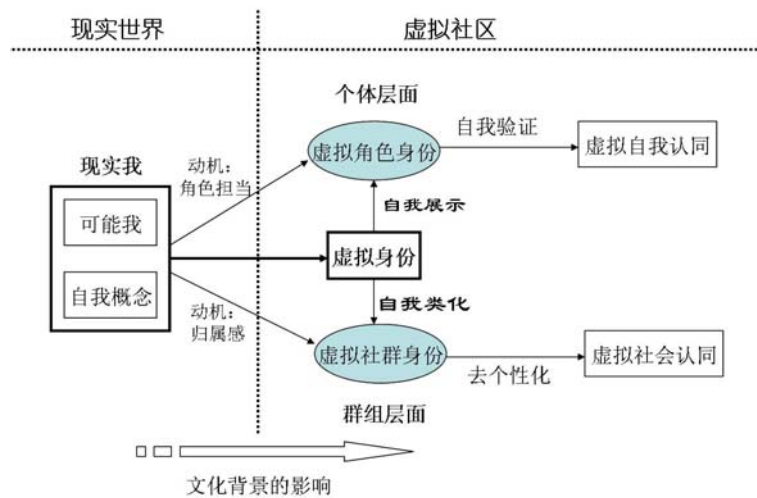 现实世界
虚拟社区
个体层面
自我验证
虚拟角色身份
虚拟自我认同
动机：
角色担当
现实我
可能我
自我概念
自我展示
虚拟身份
自我类化
动机：
归属感
虚拟社群身份
虚拟社会认同
去个性化
群组层面
文化背景的影响